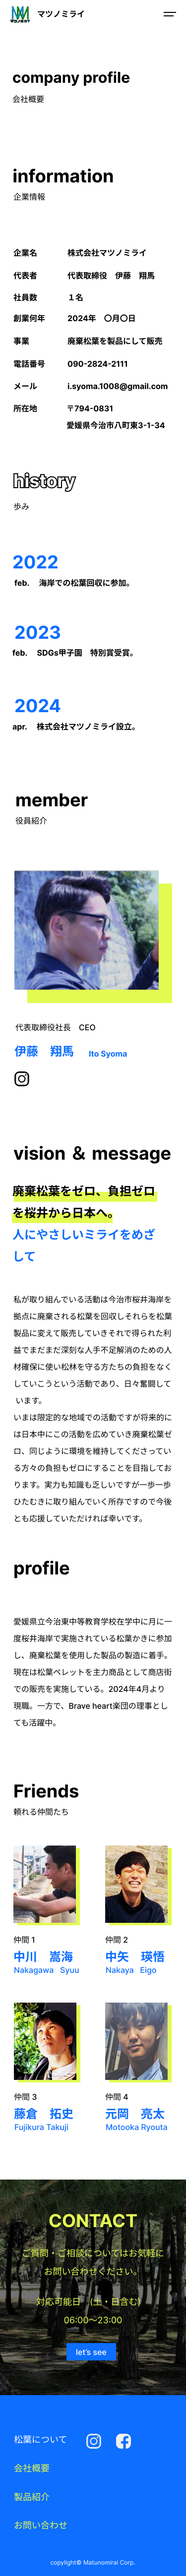 マツノミライ
company profile
会社概要
information
企業情報
企業名 株式会社マツノミライ
代表者 代表取締役 伊藤 翔馬
社員数 1名
創業何年 2024年 〇月〇日
事業 廃棄松葉を製品にして販売
電話番号 090-2824-2111
メール i.syoma.1008@gmail.com
所在地 〒794-0831
愛媛県今治市八町東3-1-34
history
歩み
2022
feb. 海岸での松葉回収に参加。
2023
feb. SDGs甲子園 特別賞受賞。
2024
apr. 株式会社マツノミライ設立。
member
役員紹介
代表取締役社長 CEO
伊藤 翔馬 Ito Syoma
vision & message
廃棄松葉をゼロ、負担ゼロ
を桜井から日本へ。
人にやさしいミライをめざ
して
私が取り組んでいる活動は今治市桜井海岸を
拠点に廃棄される松葉を回収しそれらを松葉
製品に変えて販売していきそれで得られた利
益でまだまだ深刻な人手不足解消のための人
材確保に使い松林を守る方たちの負担をなく
していこうという活動であり、日々奮闘して
います。
いまは限定的な地域での活動ですが将来的に
は日本中にこの活動を広めていき廃棄松葉ゼ
ロ、同じように環境を維持してくださってい
る方々の負担もゼロにすることを目指してお
ります。実力も知識も乏しいですが一歩一歩
ひたむきに取り組んでいく所存ですので今後
とも応援していただければ幸いです。
profile
愛媛県立今治東中等教育学校在学中に月に一
度桜井海岸で実施されている松葉かきに参加
し、廃棄松葉を使用した製品の製造に着手。
現在は松葉ペレットを主力商品として商店街
での販売を実施している。2024年4月より
現職。一方で、Brave heart楽団の理事とし
ても活躍中。
Friends
頼れる仲間たち
仲間 1 仲間 2
中川 嵩海 中矢 瑛悟
Nakagawa Syuu Nakaya Eigo
仲間 3 仲間 4
藤倉 拓史 元岡 亮太
Fujikura Takuji Motooka Ryouta
CONTACT
ご質問・ご相談についてはお気軽に
お問い合わせください。
対応可能日 (土・日含む)
06:00〜23:00
let's see
松葉について
会社概要
製品紹介
お問い合わせ
copylight© Matunomirai Corp.